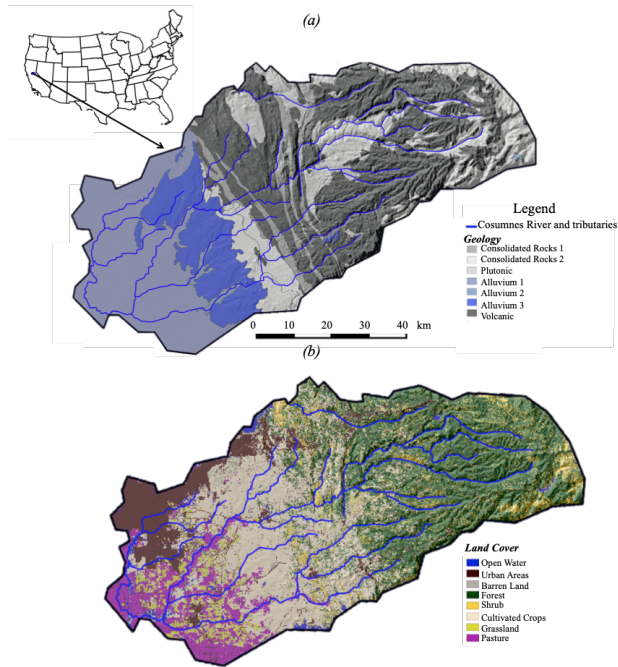 (a)
Legend
Cosumnes River and tributaries
Geology
Consolidated Rocks 1
Consolidated Rocks 2
Plutonic
Alluvium 1
Alluvium 2
Alluvium 3
Volcanic
0 10 20 30 40 km
(b)
Land Cover
Open Water
Urban Areas
Barren Land
Forest
Shrub
Cultivated Crops
Grassland
Pasture